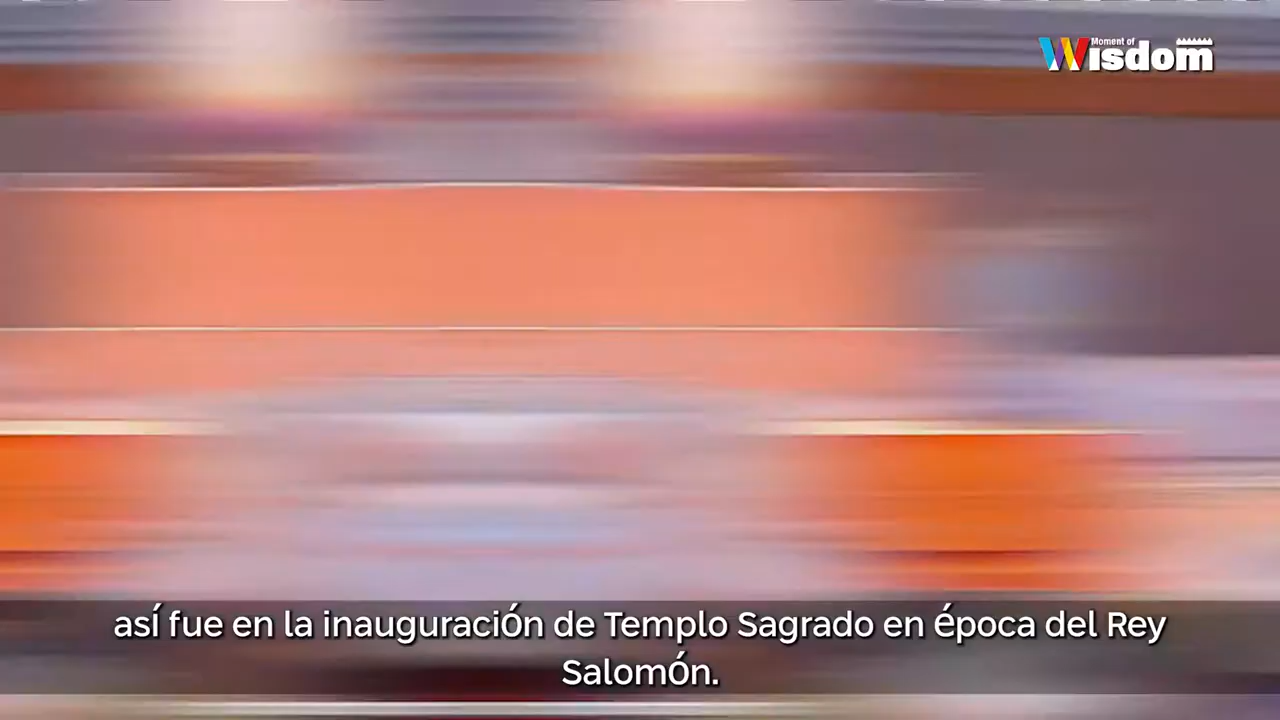 Moment of
Wisdom
así fue en la inauguración de Templo Sagrado en época del Rey
Salomón.